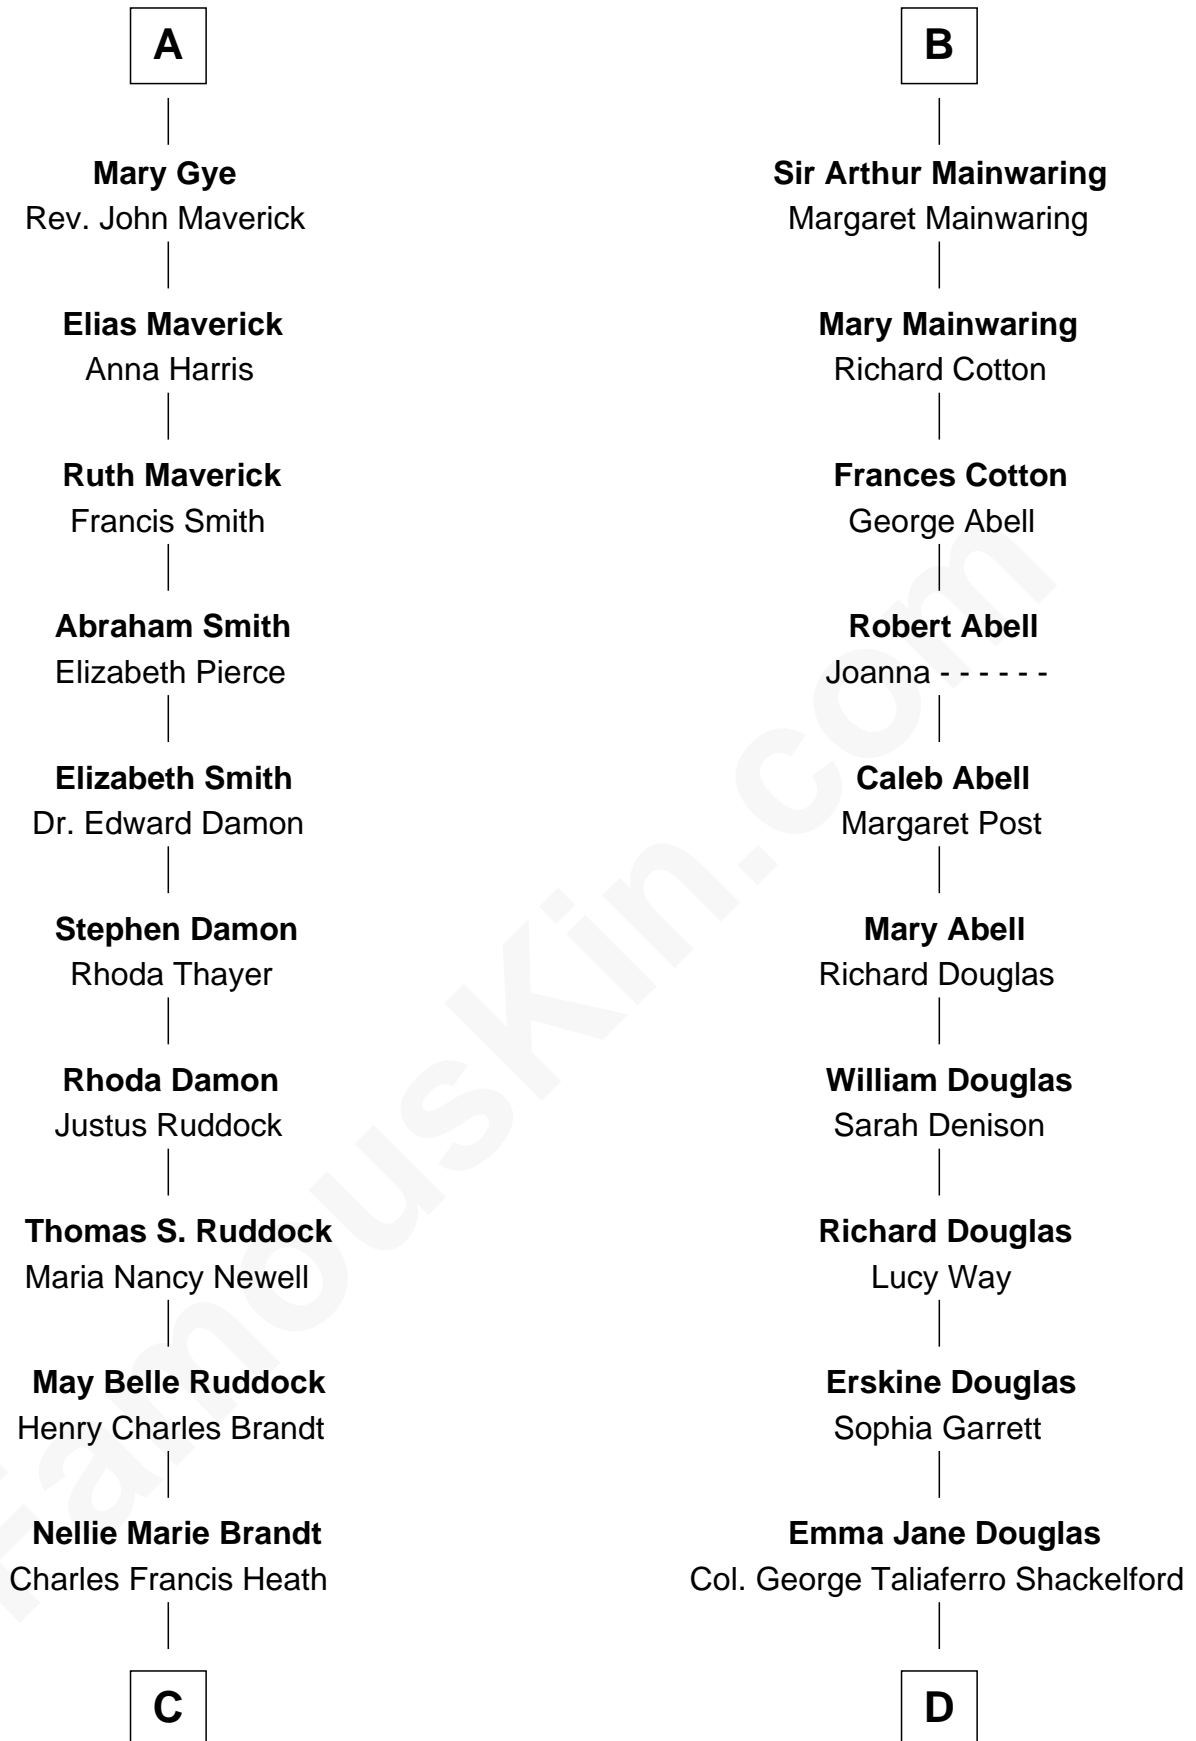 A
Mary Gye
Rev. John Maverick
Elias Maverick
Anna Harris
Ruth Maverick
Francis Smith
Abraham Smith
Elizabeth Pierce
Elizabeth Smith
Dr. Edward Damon
Stephen Damon
Rhoda Thayer
Rhoda Damon
Justus Ruddock
Thomas S. Ruddock
Maria Nancy Newell
May Belle Ruddock
Henry Charles Brandt
Nellie Marie Brandt
Charles Francis Heath
C
B
Sir Arthur Mainwaring
Margaret Mainwaring
Mary Mainwaring
Richard Cotton
Frances Cotton
George Abell
Robert Abell
Joanna - - - - - -
Caleb Abell
Margaret Post
Mary Abell
Richard Douglas
William Douglas
Sarah Denison
Richard Douglas
Lucy Way
Erskine Douglas
Sophia Garrett
Emma Jane Douglas
Col. George Taliaferro Shackelford
D
FamousKin.com